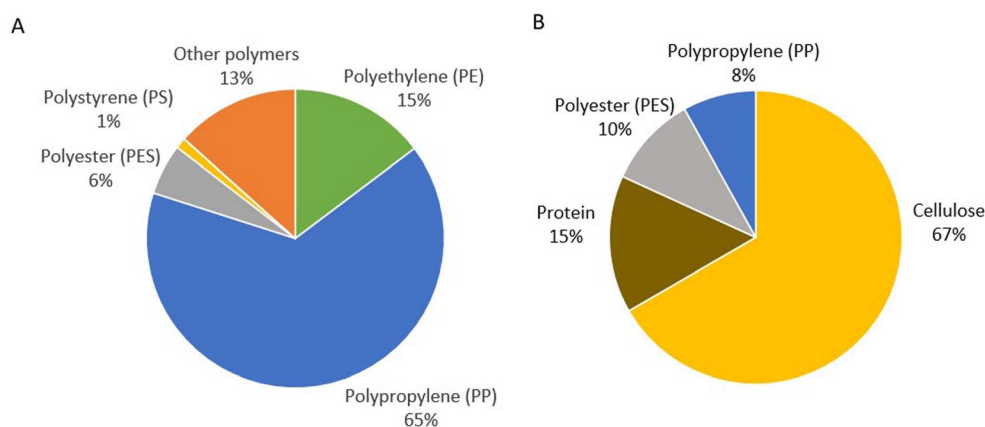 A
Other polymers
13%
Polyethylene (PE)
15%
Polystyrene (PS)
1%
Polyester (PES)
6%
Polypropylene (PP)
65%
B
Polypropylene (PP)
8%
Polyester (PES)
10%
Protein
15%
Cellulose
67%